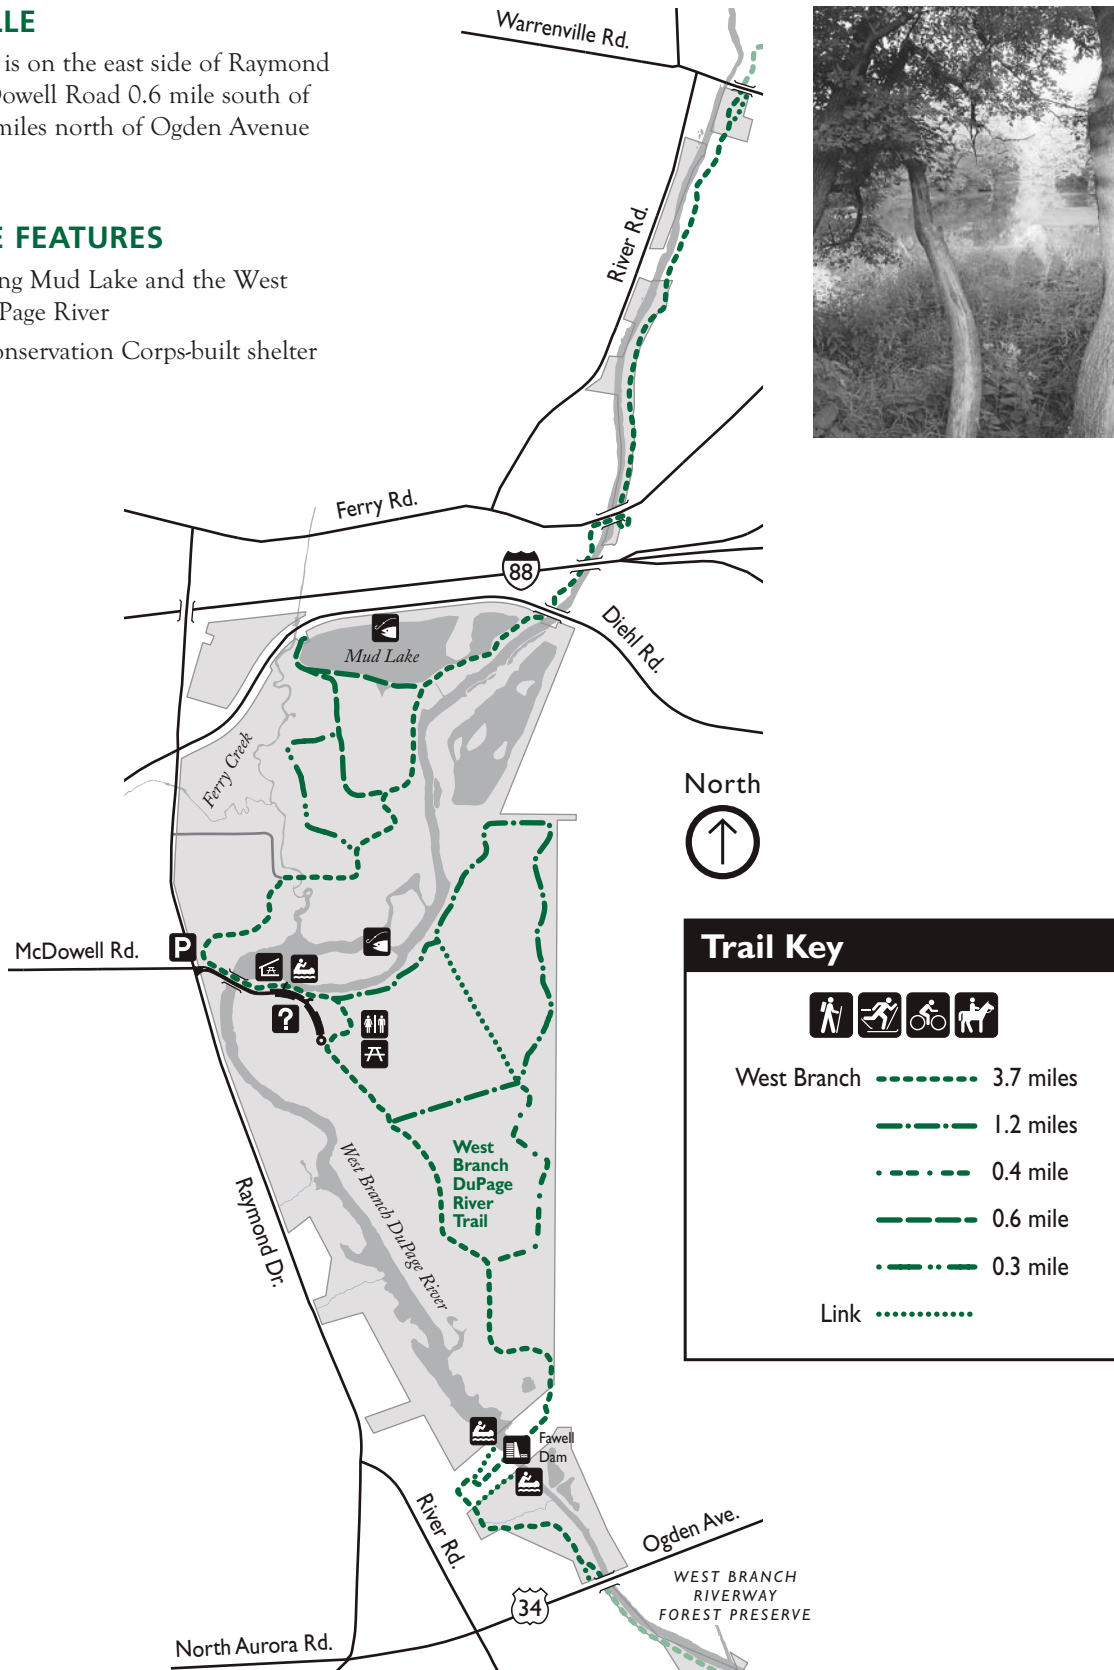 LLE
is on the east side of Raymond
Dowell Road 0.6 mile south of
miles north of Ogden Avenue
E FEATURES
ng Mud Lake and the West
Page River
onservation Corps-built shelter
Warrenville Rd.
River Rd.
Ferry Rd.
88
Diehl Rd.
Mud Lake
Ferry Creek
North
McDowell Rd.
P
?
West
Branch
DuPage
River
Trail
West Branch DuPage River
Raymond Dr.
Fawell
Dam
River Rd.
Ogden Ave.
34
North Aurora Rd.
WEST BRANCH
RIVERWAY
FOREST PRESERVE
Trail Key
West Branch 3.7 miles
1.2 miles
0.4 mile
0.6 mile
0.3 mile
Link